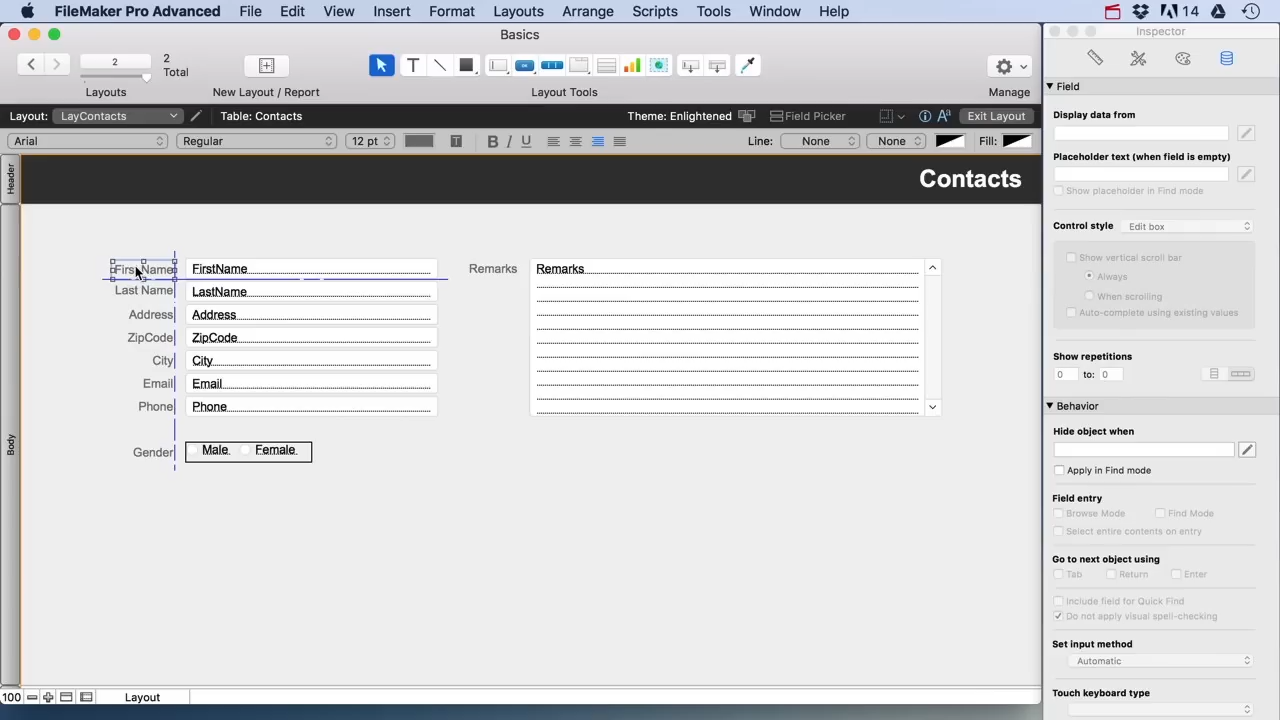 FileMaker Pro Advanced File Edit View Insert Format Layouts Arrange Scripts Tools Window Help 14
Basics
Inspector
2
2
Total
Layouts
New Layout / Report
Layout Tools
Manage
Layout: LayContacts Table: Contacts Theme: Enlightened Field Picker Exit Layout
Arial Regular 12 pt B I U Line: None None Fill:
Header
Contacts
Body
FirstName FirstName
Last Name LastName
Address Address
ZipCode ZipCode
City City
Email Email
Phone Phone
Gender Male Female
Remarks Remarks
100 Layout
Field
Display data from
Placeholder text (when field is empty)
Show placeholder in Find mode
Control style Edit box
Show vertical scroll bar
Always
When scrolling
Auto-complete using existing values
Show repetitions
0 to: 0
Behavior
Hide object when
Apply in Find mode
Field entry
Browse Mode Find Mode
Select entire contents on entry
Go to next object using
Tab Return Enter
Include field for Quick Find
Do not apply visual spell-checking
Set input method
Automatic
Touch keyboard type